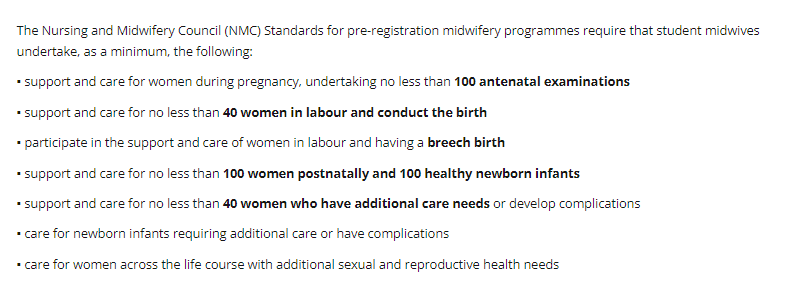 The Nursing and Midwifery Council (NMC) Standards for pre-registration midwifery programmes require that student midwives
undertake, as a minimum, the following:
• support and care for women during pregnancy, undertaking no less than 100 antenatal examinations
• support and care for no less than 40 women in labour and conduct the birth
• participate in the support and care of women in labour and having a breech birth
• support and care for no less than 100 women postnatally and 100 healthy newborn infants
• support and care for no less than 40 women who have additional care needs or develop complications
• care for newborn infants requiring additional care or have complications
• care for women across the life course with additional sexual and reproductive health needs